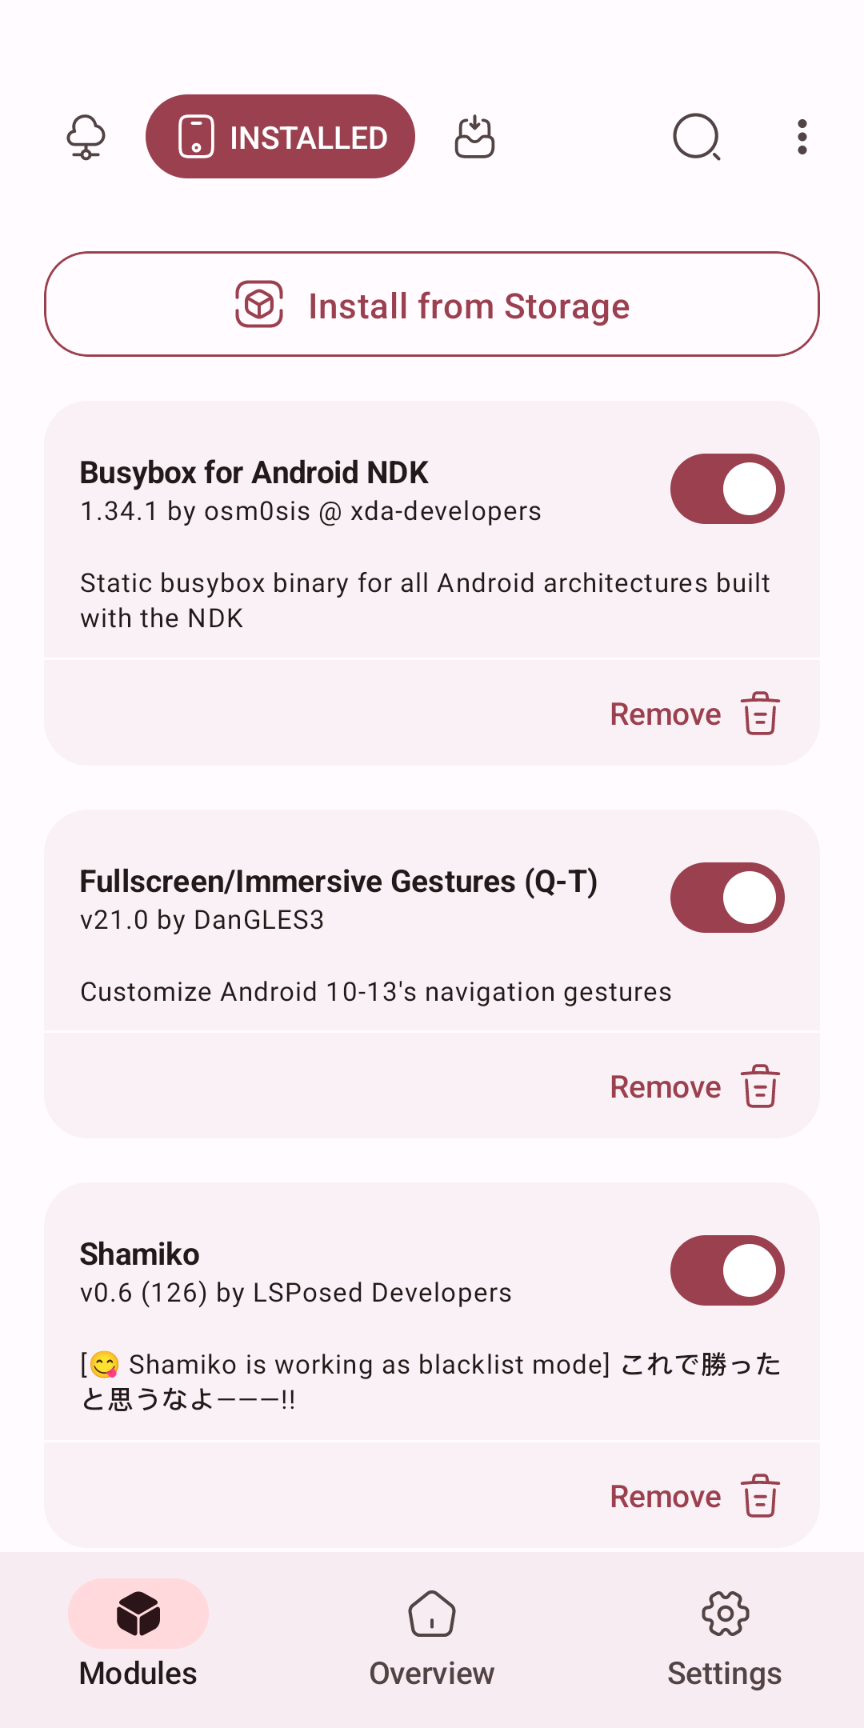 INSTALLED
Install from Storage
Busybox for Android NDK
1.34.1 by osm0sis @ xda-developers
Static busybox binary for all Android architectures built
with the NDK
Remove
Fullscreen/Immersive Gestures (Q-T)
v21.0 by DanGLES3
Customize Android 10-13's navigation gestures
Remove
Shamiko
v0.6 (126) by LSPosed Developers
[😋 Shamiko is working as blacklist mode] これで勝った
と思うなよ———!!
Remove
Modules
Overview
Settings